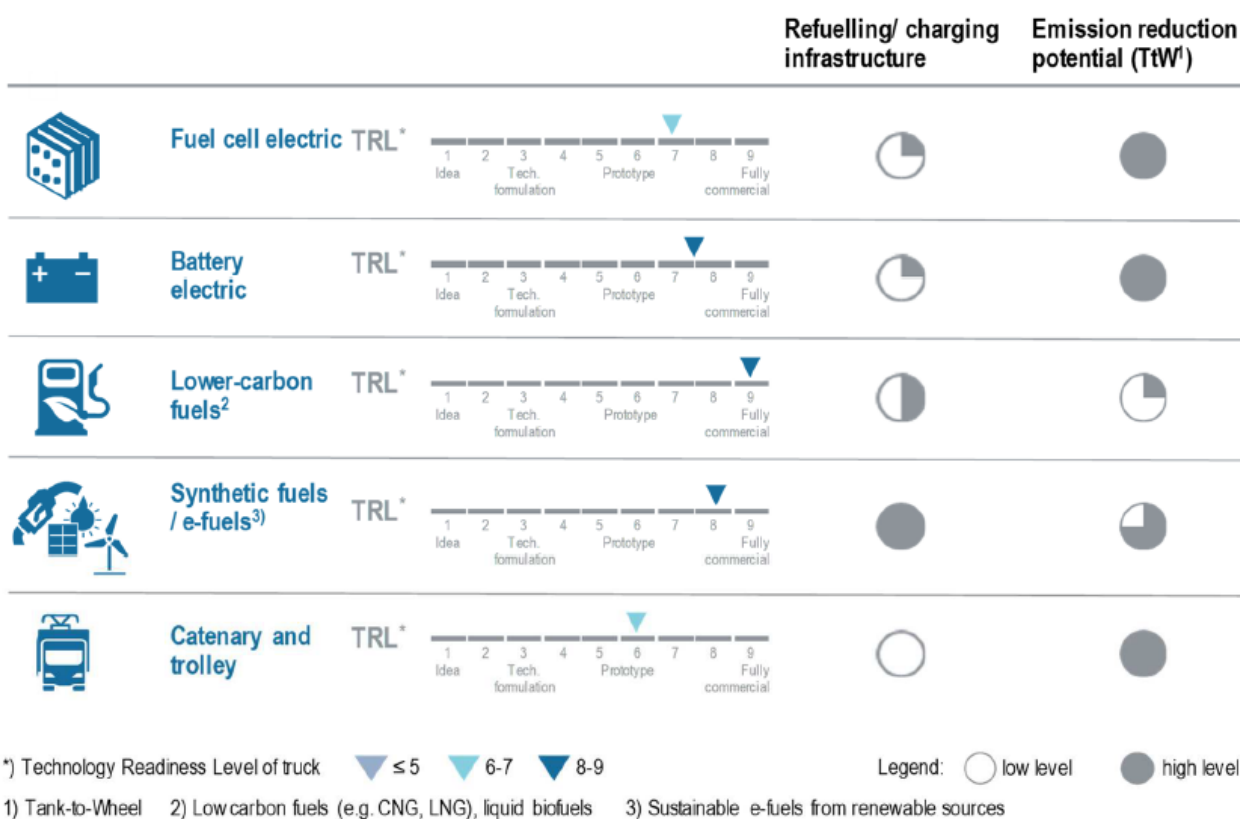 Refuelling/ charging
infrastructure
Emission reduction
potential (TtW¹)
Fuel cell electric TRL*
1 2 3 4 5 6 7 8 9
Idea Tech. Prototype Fully
formulation commercial
Battery
electric
TRL*
1 2 3 4 5 6 7 8 9
Idea Tech. Prototype Fully
formulation commercial
Lower-carbon
fuels²
TRL*
1 2 3 4 5 6 7 8 9
Idea Tech. Prototype Fully
formulation commercial
Synthetic fuels
/ e-fuels³⁾
TRL*
1 2 3 4 5 6 7 8 9
Idea Tech. Prototype Fully
formulation commercial
Catenary and
trolley
TRL*
1 2 3 4 5 6 7 8 9
Idea Tech. Prototype Fully
formulation commercial
*) Technology Readiness Level of truck ≤ 5 6-7 8-9 Legend: low level high level
1) Tank-to-Wheel 2) Low carbon fuels (e.g. CNG, LNG), liquid biofuels 3) Sustainable e-fuels from renewable sources